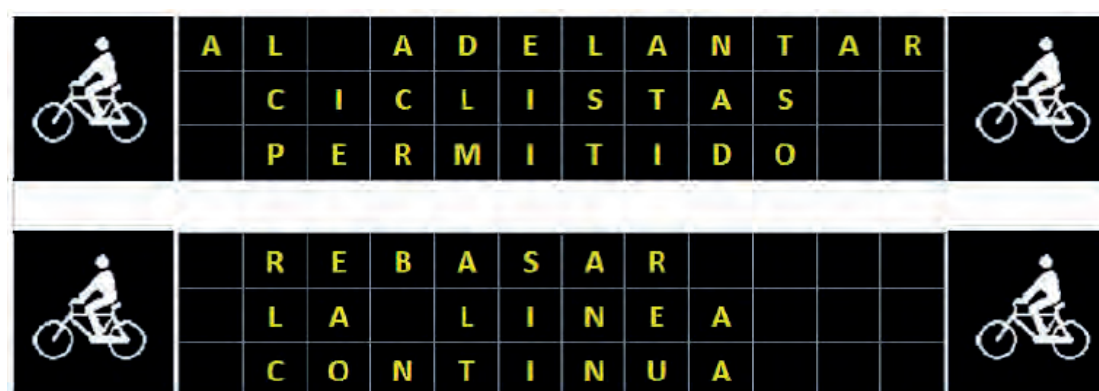 AL ADELANTAR
CICLISTAS
PERMITIDO
REBASAR
LA LINEA
CONTINUA